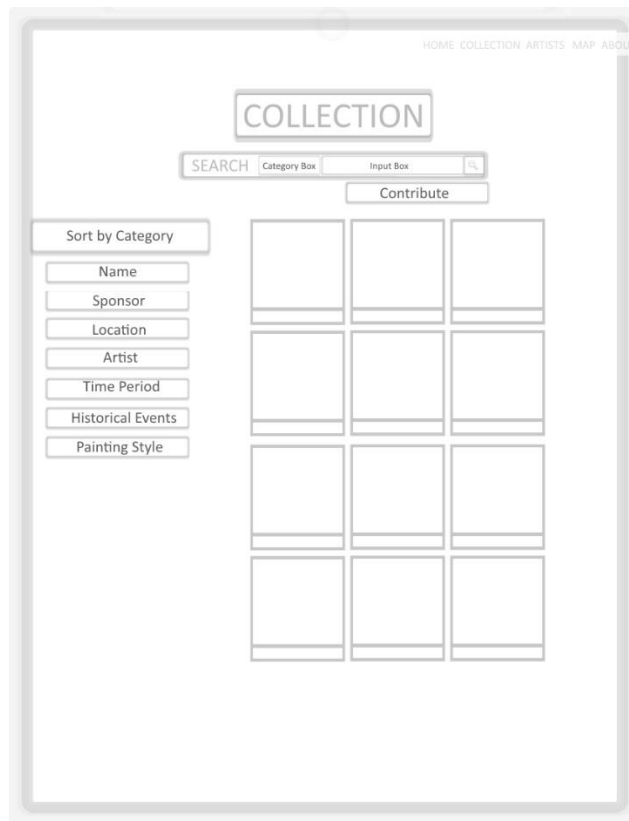 HOME COLLECTION ARTISTS MAP ABOU
COLLECTION
SEARCH Category Box Input Box
Contribute
Sort by Category
Name
Sponsor
Location
Artist
Time Period
Historical Events
Painting Style